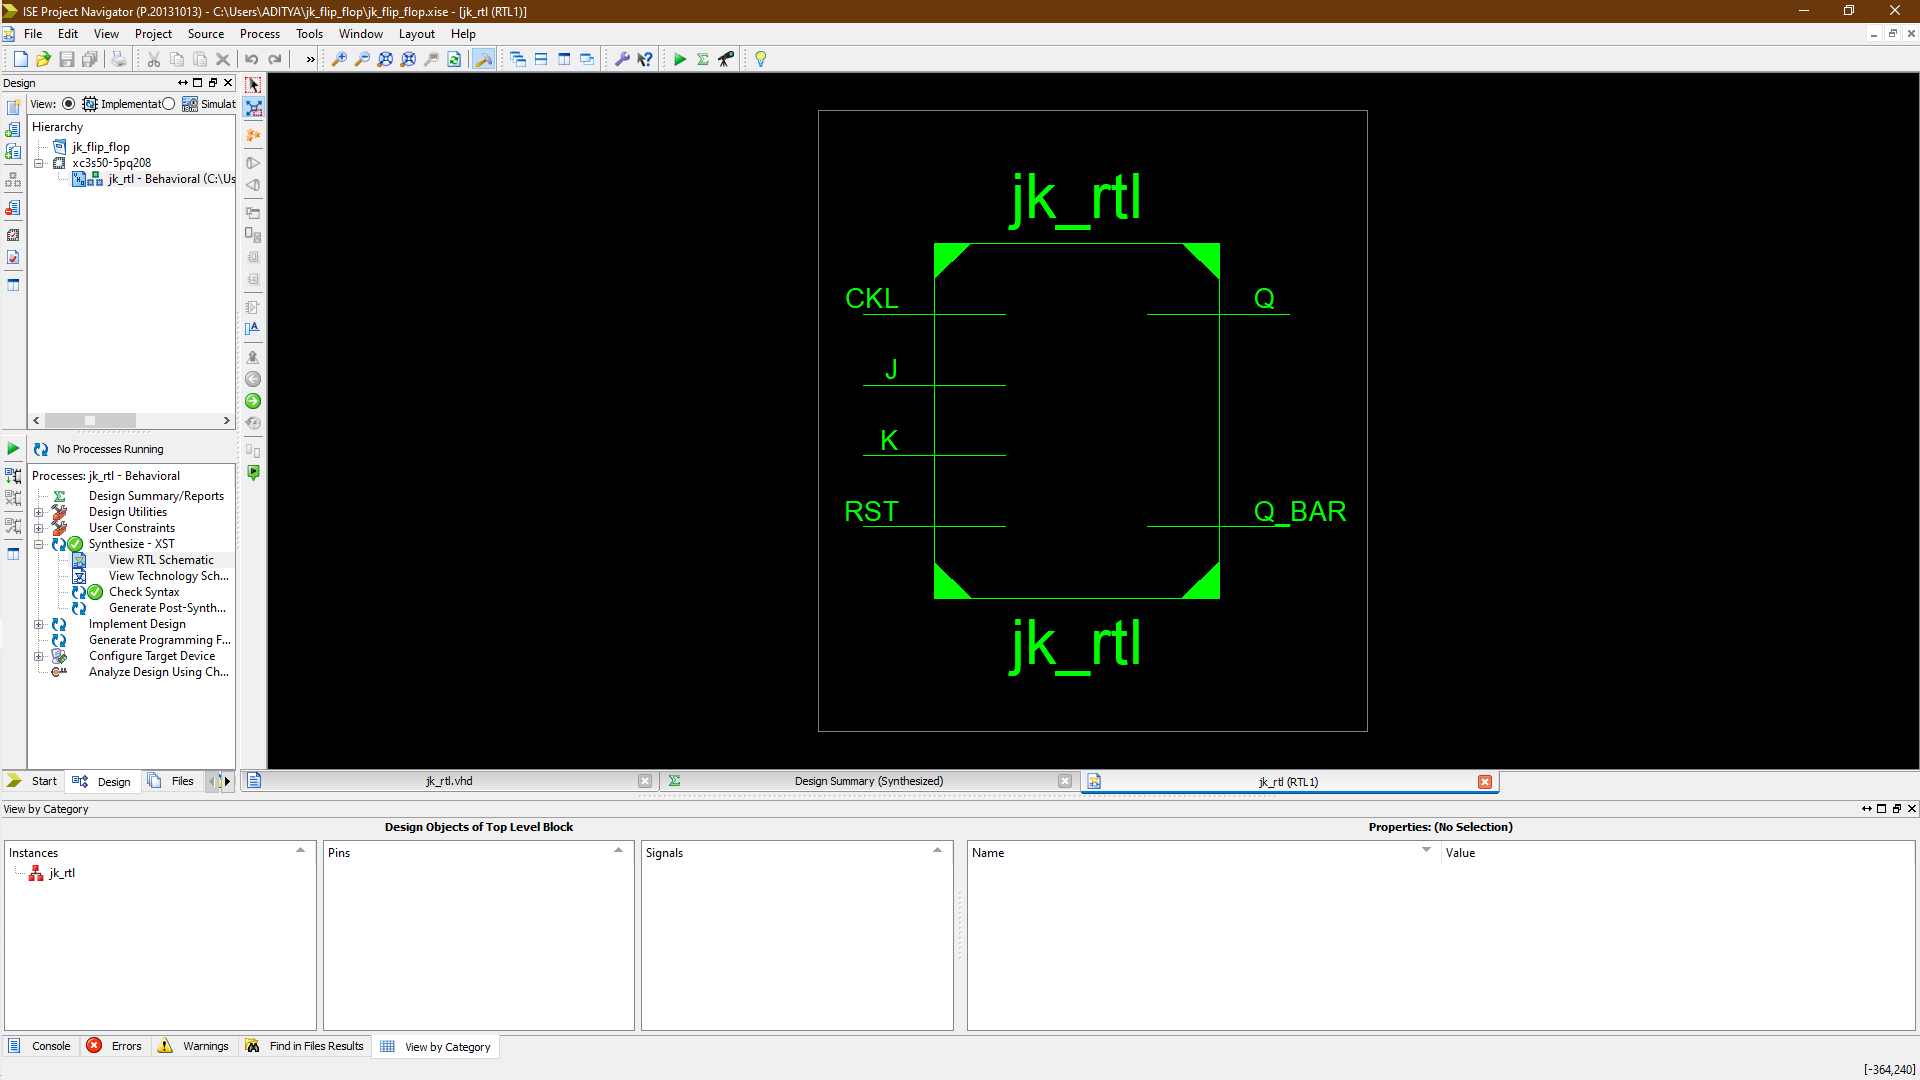 ISE Project Navigator (P.20131013) - C:\Users\ADITYA\jk_flip_flop\jk_flip_flop.xise - [jk_rtl (RTL1)]
File Edit View Project Source Process Tools Window Layout Help
»
Design
View: Implementat Simulat
Hierarchy
jk_flip_flop
xc3s50-5pq208
jk_rtl - Behavioral (C:\Us
No Processes Running
Processes: jk_rtl - Behavioral
Design Summary/Reports
Design Utilities
User Constraints
Synthesize - XST
View RTL Schematic
View Technology Sch...
Check Syntax
Generate Post-Synth...
Implement Design
Generate Programming F...
Configure Target Device
Analyze Design Using Ch...
Start Design Files
jk_rtl
CKL Q
J
K
RST Q_BAR
jk_rtl
jk_rtl.vhd Design Summary (Synthesized) jk_rtl (RTL1)
View by Category
Design Objects of Top Level Block Properties: (No Selection)
Instances Pins Signals Name Value
jk_rtl
Console Errors Warnings Find in Files Results View by Category
[-364,240]